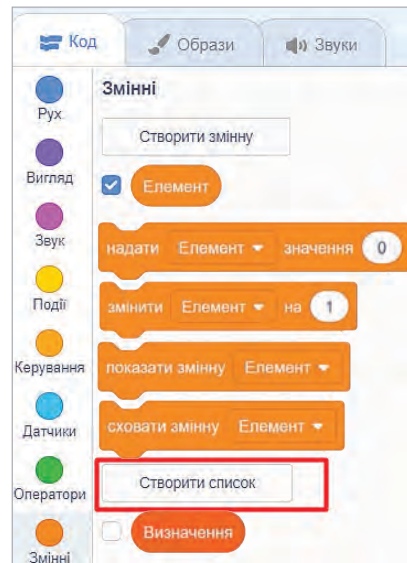 Код
Образи
Звуки
Рух
Вигляд
Звук
Події
Керування
Датчики
Оператори
Змінні
Змінні
Створити змінну
Елемент
надати Елемент значення 0
змінити Елемент на 1
показати змінну Елемент
сховати змінну Елемент
Створити список
Визначення